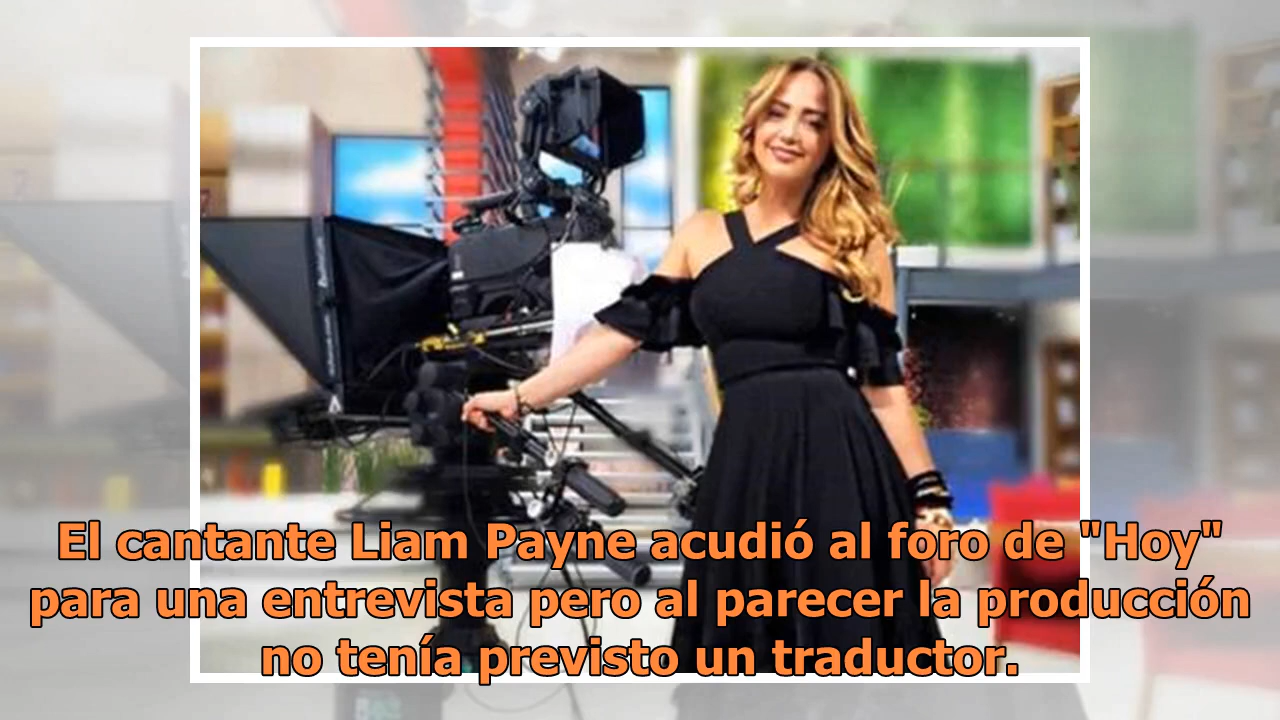 El cantante Liam Payne acudió al foro de "Hoy"
para una entrevista pero al parecer la producción
no tenía previsto un traductor.